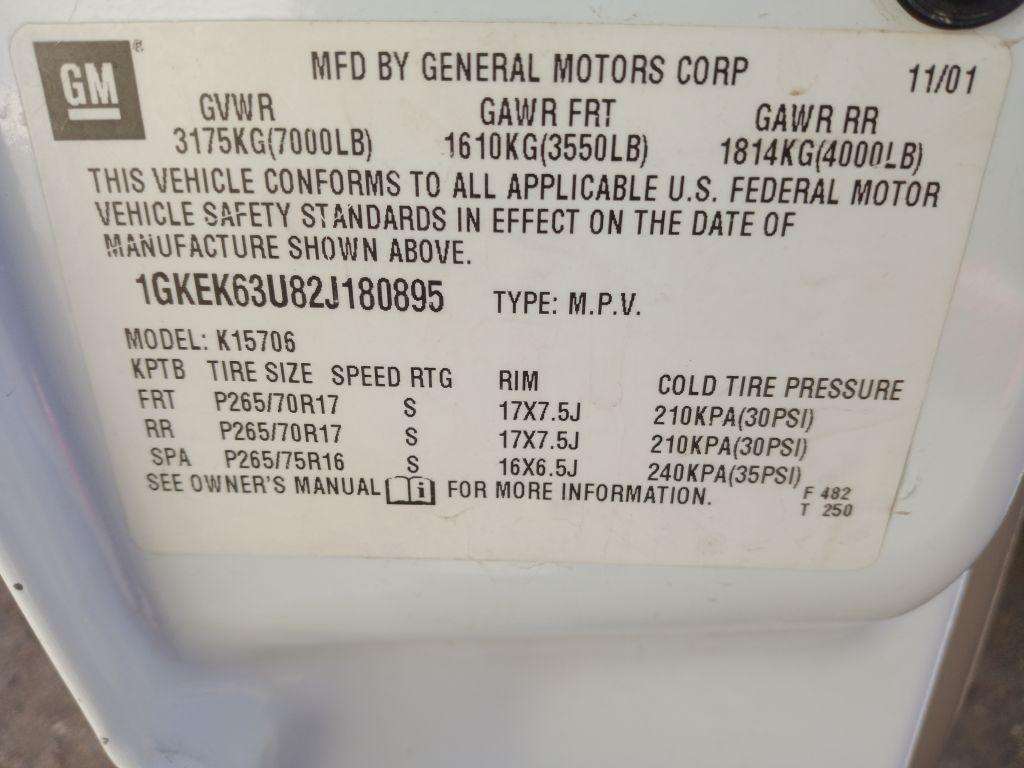 GM ®
MFD BY GENERAL MOTORS CORP 11/01
GVWR GAWR FRT GAWR RR
3175KG(7000LB) 1610KG(3550LB) 1814KG(4000LB)
THIS VEHICLE CONFORMS TO ALL APPLICABLE U.S. FEDERAL MOTOR
VEHICLE SAFETY STANDARDS IN EFFECT ON THE DATE OF
MANUFACTURE SHOWN ABOVE.
1GKEK63U82J180895 TYPE: M.P.V.
MODEL: K15706
KPTB TIRE SIZE SPEED RTG RIM COLD TIRE PRESSURE
FRT P265/70R17 S 17X7.5J 210KPA(30PSI)
RR P265/70R17 S 17X7.5J 210KPA(30PSI)
SPA P265/75R16 S 16X6.5J 240KPA(35PSI)
SEE OWNER'S MANUAL i FOR MORE INFORMATION. F 482
T 250